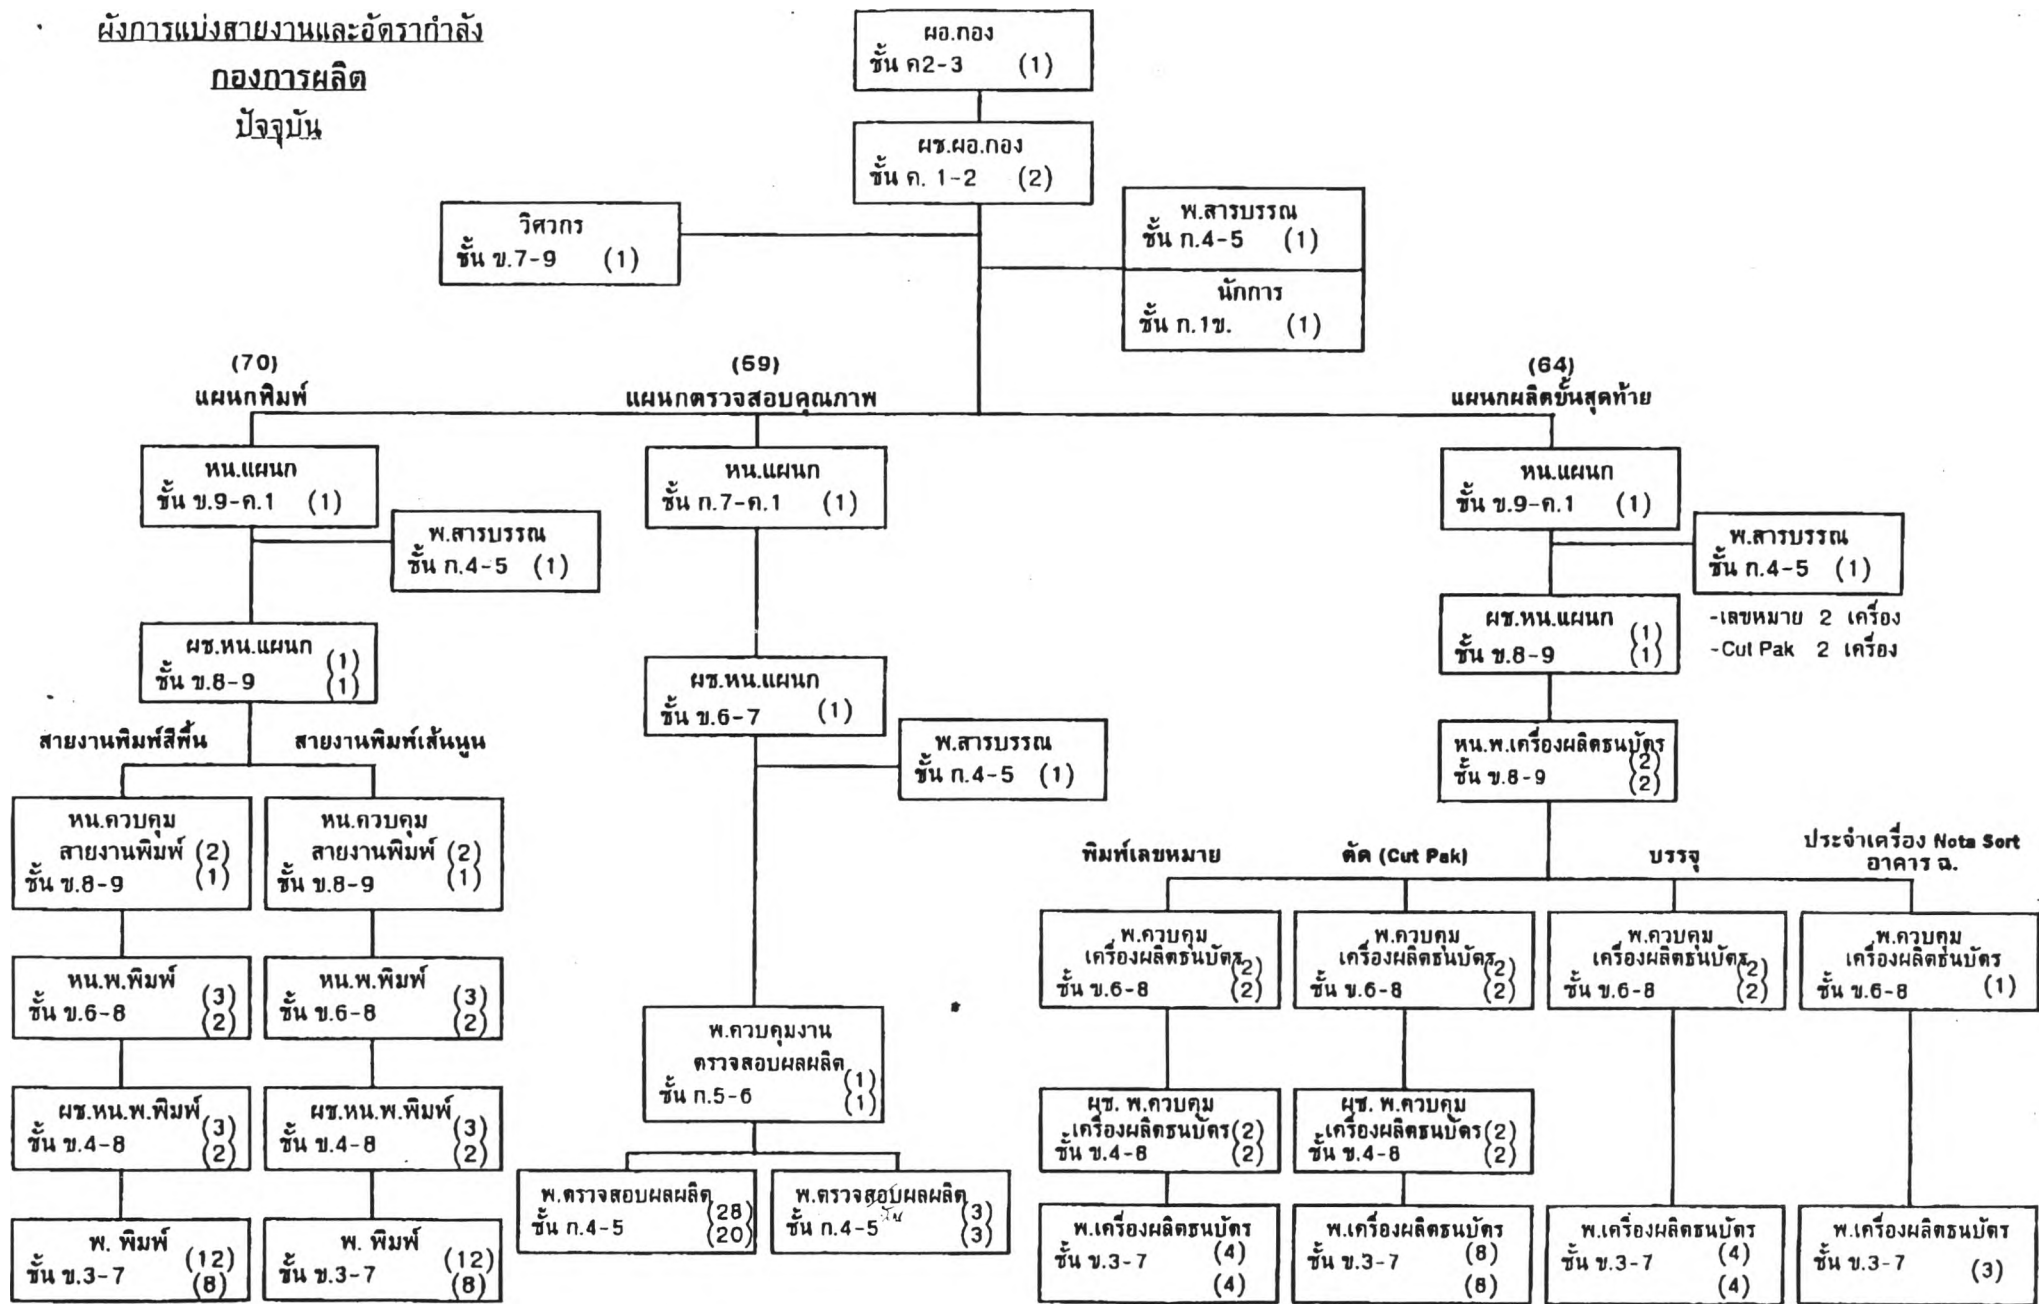 ผังการแบ่งสายงานและอัตรากำลัง
กองการผลิต
ปัจจุบัน
ผอ.กอง
ชั้น ค2-3 (1)
ผช.ผอ.กอง
ชั้น ค. 1-2 (2)
วิศวกร
ชั้น ข.7-9 (1)
พ.สารบรรณ
ชั้น ก.4-5 (1)
นักการ
ชั้น ก.1ข. (1)
(70)
แผนกพิมพ์
(59)
แผนกตรวจสอบคุณภาพ
(64)
แผนกผลิตขั้นสุดท้าย
หน.แผนก
ชั้น ข.9-ค.1 (1)
พ.สารบรรณ
ชั้น ก.4-5 (1)
ผช.หน.แผนก
(1)
ชั้น ข.8-9 (1)
สายงานพิมพ์สีพื้น
สายงานพิมพ์เส้นนูน
หน.ควบคุม
สายงานพิมพ์ (2)
ชั้น ข.8-9 (1)
หน.พ.พิมพ์
(3)
ชั้น ข.6-8 (2)
ผช.หน.พ.พิมพ์
(3)
ชั้น ข.4-8 (2)
พ. พิมพ์
(12)
ชั้น ข.3-7 (8)
หน.ควบคุม
สายงานพิมพ์ (2)
ชั้น ข.8-9 (1)
หน.พ.พิมพ์
(3)
ชั้น ข.6-8 (2)
ผช.หน.พ.พิมพ์
(3)
ชั้น ข.4-8 (2)
พ. พิมพ์
(12)
ชั้น ข.3-7 (8)
หน.แผนก
ชั้น ก.7-ค.1 (1)
ผช.หน.แผนก
ชั้น ข.6-7 (1)
พ.สารบรรณ
ชั้น ก.4-5 (1)
พ.ควบคุมงาน
ตรวจสอบผลผลิต
(1)
ชั้น ก.5-6 (1)
พ.ตรวจสอบผลผลิต
(28)
ชั้น ก.4-5 (20)
พ.ตรวจสอบผลผลิต
(3)
ชั้น ก.4-5 (3)
หน.แผนก
ชั้น ข.9-ค.1 (1)
พ.สารบรรณ
ชั้น ก.4-5 (1)
-เลขหมาย 2 เครื่อง
-Cut Pak 2 เครื่อง
ผช.หน.แผนก
(1)
ชั้น ข.8-9 (1)
หน.พ.เครื่องผลิตธนบัตร
(2)
ชั้น ข.8-9 (2)
พิมพ์เลขหมาย
ตัด (Cut Pak)
บรรจุ
ประจำเครื่อง Nota Sort
อาคาร ฉ.
พ.ควบคุม
เครื่องผลิตธนบัตร (2)
ชั้น ข.6-8 (2)
ผช. พ.ควบคุม
เครื่องผลิตธนบัตร (2)
ชั้น ข.4-8 (2)
พ.เครื่องผลิตธนบัตร
ชั้น ข.3-7 (4)
(4)
พ.ควบคุม
เครื่องผลิตธนบัตร (2)
ชั้น ข.6-8 (2)
ผช. พ.ควบคุม
เครื่องผลิตธนบัตร (2)
ชั้น ข.4-8 (2)
พ.เครื่องผลิตธนบัตร
ชั้น ข.3-7 (8)
(8)
พ.ควบคุม
เครื่องผลิตธนบัตร (2)
ชั้น ข.6-8 (2)
พ.เครื่องผลิตธนบัตร
ชั้น ข.3-7 (4)
(4)
พ.ควบคุม
เครื่องผลิตธนบัตร
ชั้น ข.6-8 (1)
พ.เครื่องผลิตธนบัตร
ชั้น ข.3-7 (3)